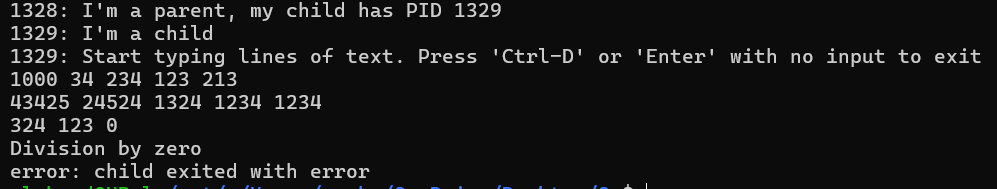 1328: I'm a parent, my child has PID 1329
1329: I'm a child
1329: Start typing lines of text. Press 'Ctrl-D' or 'Enter' with no input to exit
1000 34 234 123 213
43425 24524 1324 1234 1234
324 123 0
Division by zero
error: child exited with error